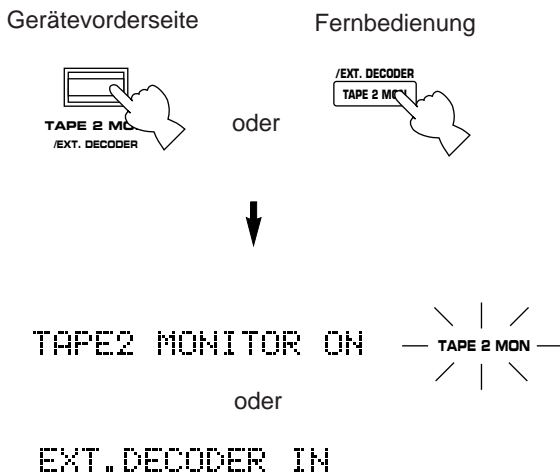 Gerätevorderseite
Fernbedienung
/EXT. DECODER
TAPE 2 MON
TAPE 2
/EXT. DECODER
oder
TAPE2 MONITOR ON
TAPE 2 MON
oder
EXT.DECODER IN